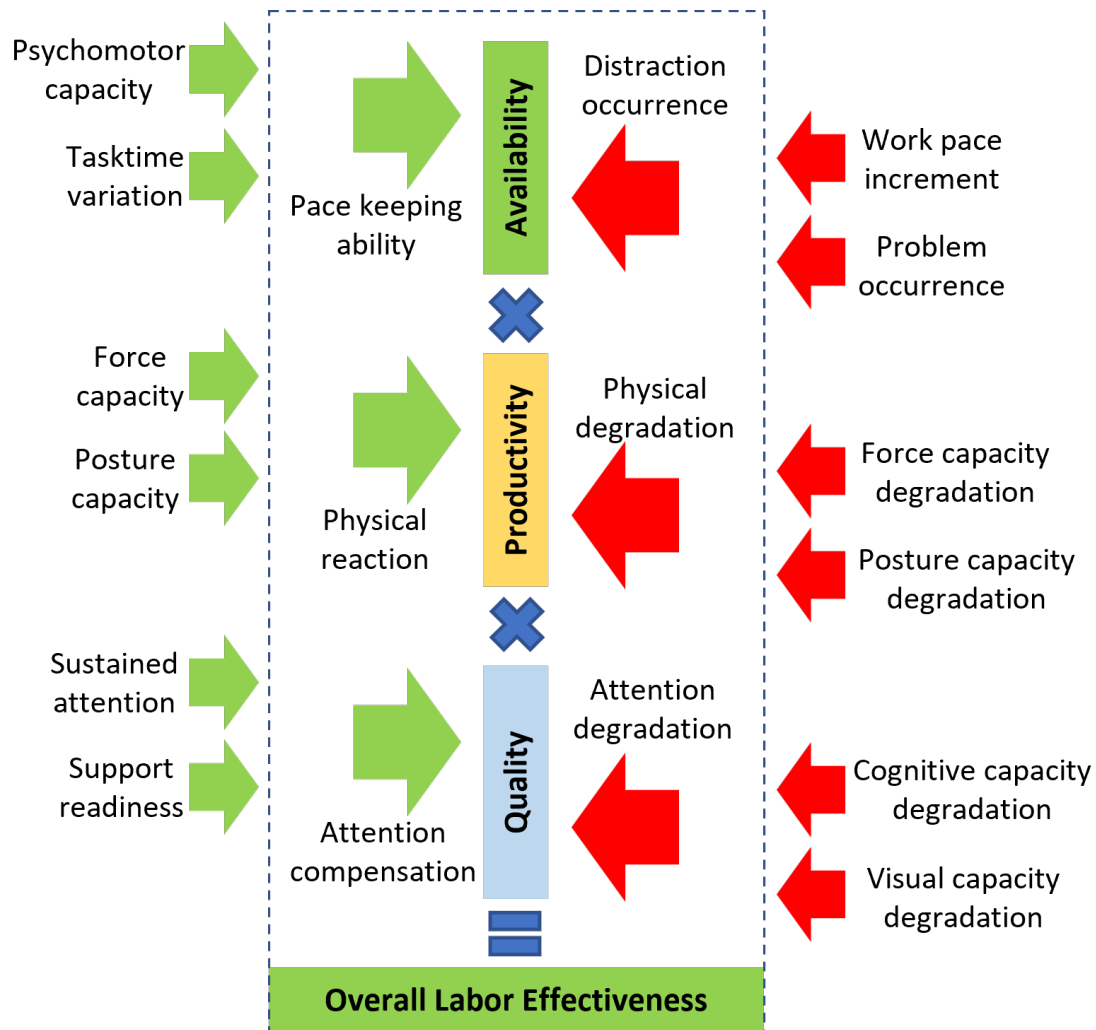 Psychomotor
capacity
Tasktime
variation
Pace keeping
ability
Availability
Distraction
occurrence
Work pace
increment
Problem
occurrence
Force
capacity
Posture
capacity
Physical
reaction
Productivity
Physical
degradation
Force capacity
degradation
Posture capacity
degradation
Sustained
attention
Support
readiness
Attention
compensation
Quality
Attention
degradation
Cognitive capacity
degradation
Visual capacity
degradation
Overall Labor Effectiveness